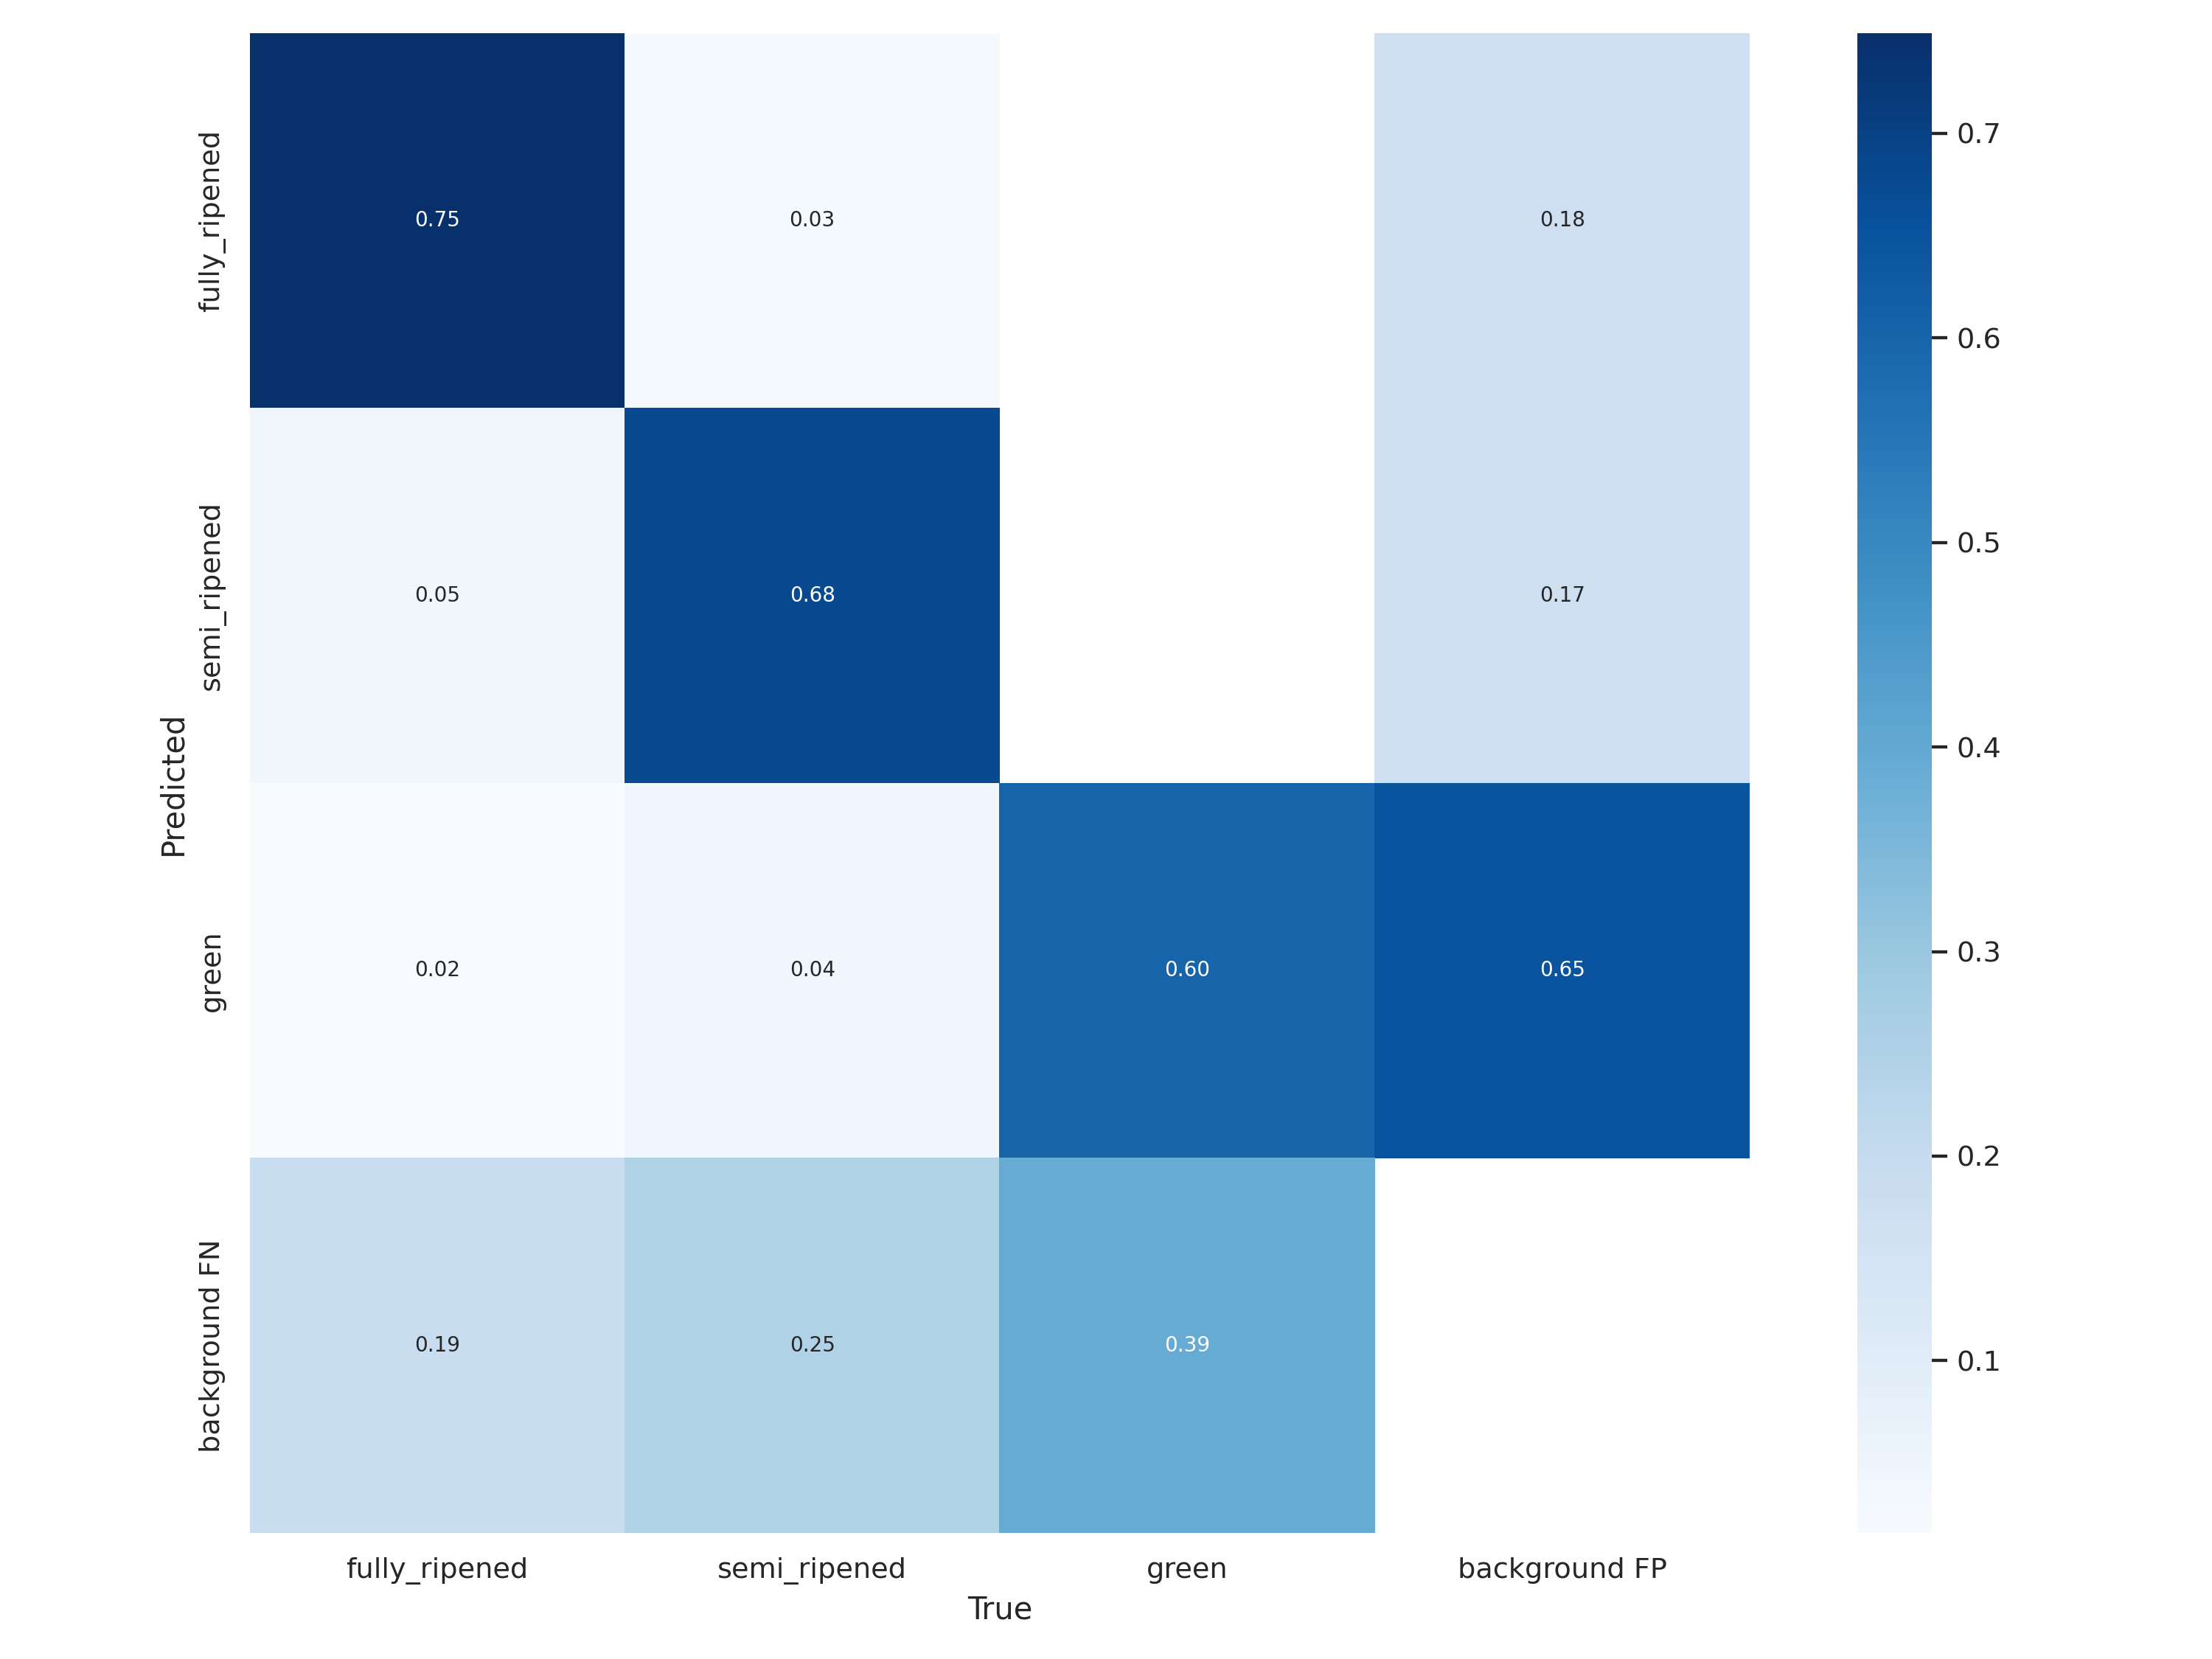 fully_ripened
0.75
0.03
0.18
semi_ripened
0.05
0.68
0.17
green
0.02
0.04
0.60
0.65
background FN
0.19
0.25
0.39
Predicted
fully_ripened
semi_ripened
green
background FP
True
0.7
0.6
0.5
0.4
0.3
0.2
0.1